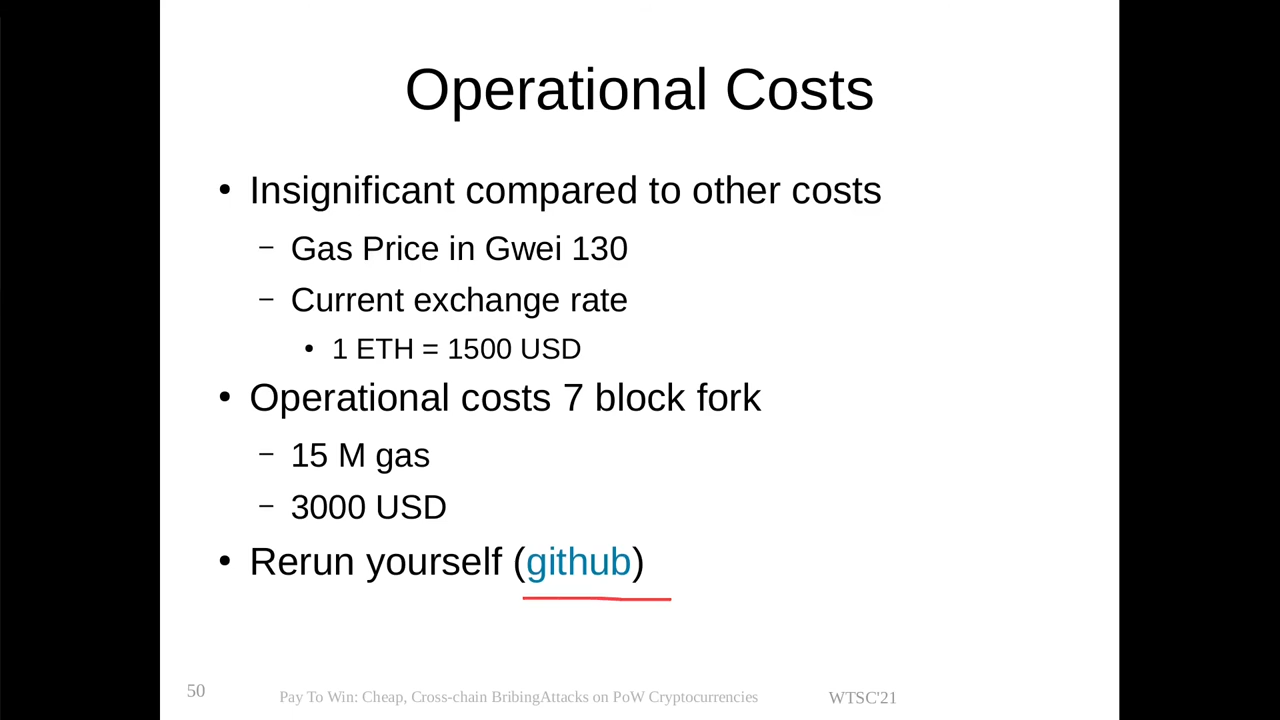 Operational Costs
• Insignificant compared to other costs
– Gas Price in Gwei 130
– Current exchange rate
• 1 ETH = 1500 USD
• Operational costs 7 block fork
– 15 M gas
– 3000 USD
• Rerun yourself (github)
50 Pay To Win: Cheap, Cross-chain BribingAttacks on PoW Cryptocurrencies WTSC'21